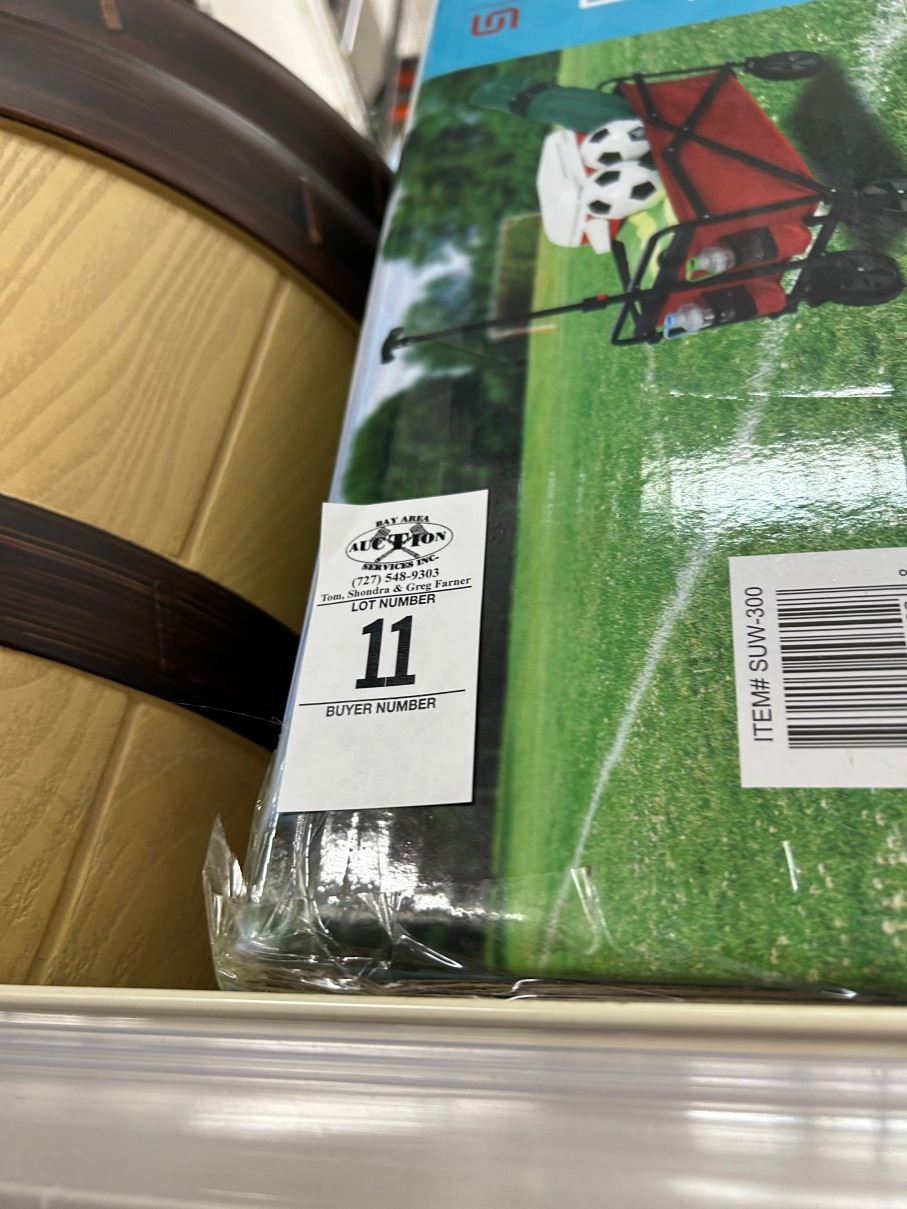 BAY AREA
AUCTION
SERVICES INC.
(727) 548-9303
Tom, Shondra & Greg Farner
LOT NUMBER
11
BUYER NUMBER
ITEM# SUW-300